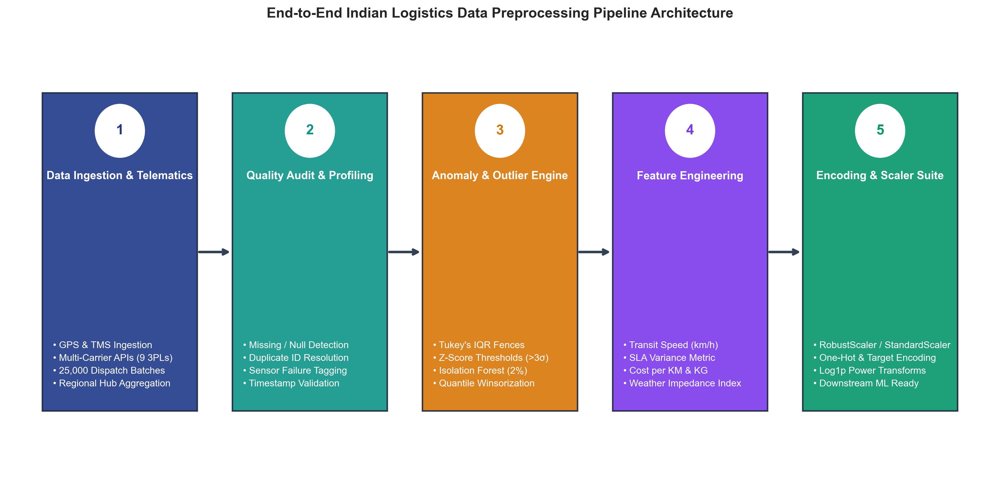 End-to-End Indian Logistics Data Preprocessing Pipeline Architecture
1
Data Ingestion & Telematics
• GPS & TMS Ingestion
• Multi-Carrier APIs (9 3PLs)
• 25,000 Dispatch Batches
• Regional Hub Aggregation
2
Quality Audit & Profiling
• Missing / Null Detection
• Duplicate ID Resolution
• Sensor Failure Tagging
• Timestamp Validation
3
Anomaly & Outlier Engine
• Tukey's IQR Fences
• Z-Score Thresholds (>3σ)
• Isolation Forest (2%)
• Quantile Winsorization
4
Feature Engineering
• Transit Speed (km/h)
• SLA Variance Metric
• Cost per KM & KG
• Weather Impedance Index
5
Encoding & Scaler Suite
• RobustScaler / StandardScaler
• One-Hot & Target Encoding
• Log1p Power Transforms
• Downstream ML Ready